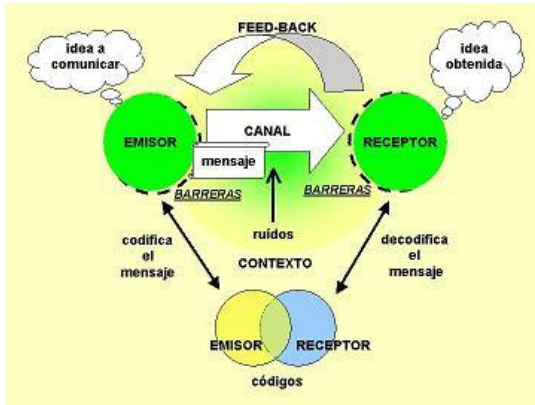 FEED-BACK
idea a
comunicar
idea
obtenida
EMISOR
CANAL
RECEPTOR
mensaje
BARRERAS
BARRERAS
ruídos
codifica
el
mensaje
CONTEXTO
decodifica
el
mensaje
EMISOR
RECEPTOR
códigos